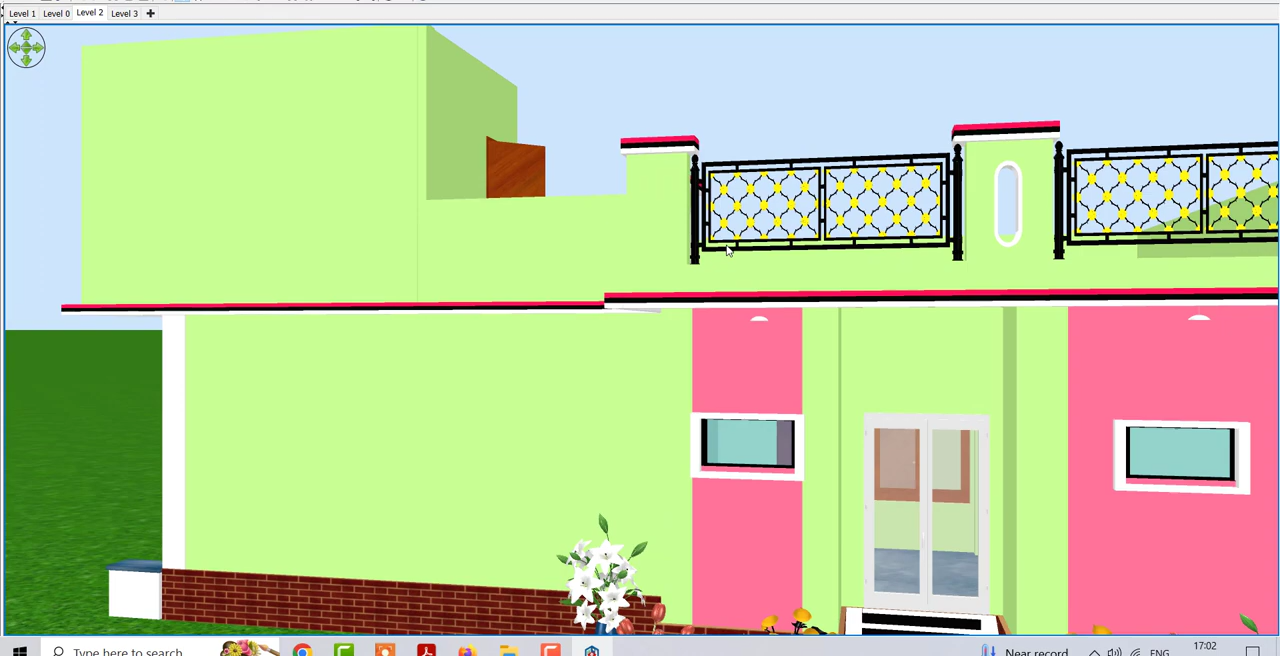 Level 1 Level 0 Level 2 Level 3
Type here to search
Near record
ENG
17:02